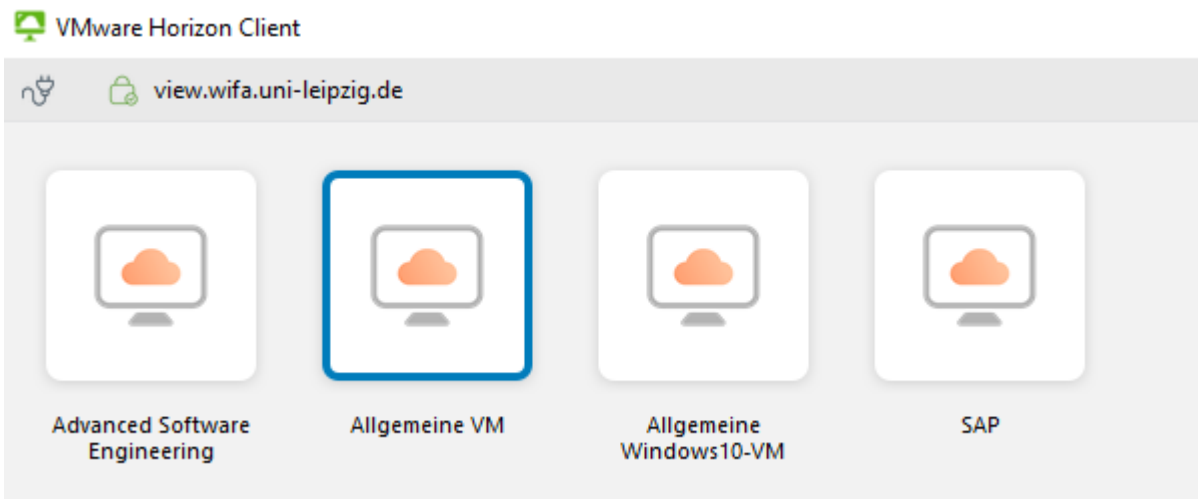 VMware Horizon Client
view.wifa.uni-leipzig.de
Advanced Software
Engineering
Allgemeine VM
Allgemeine
Windows10-VM
SAP